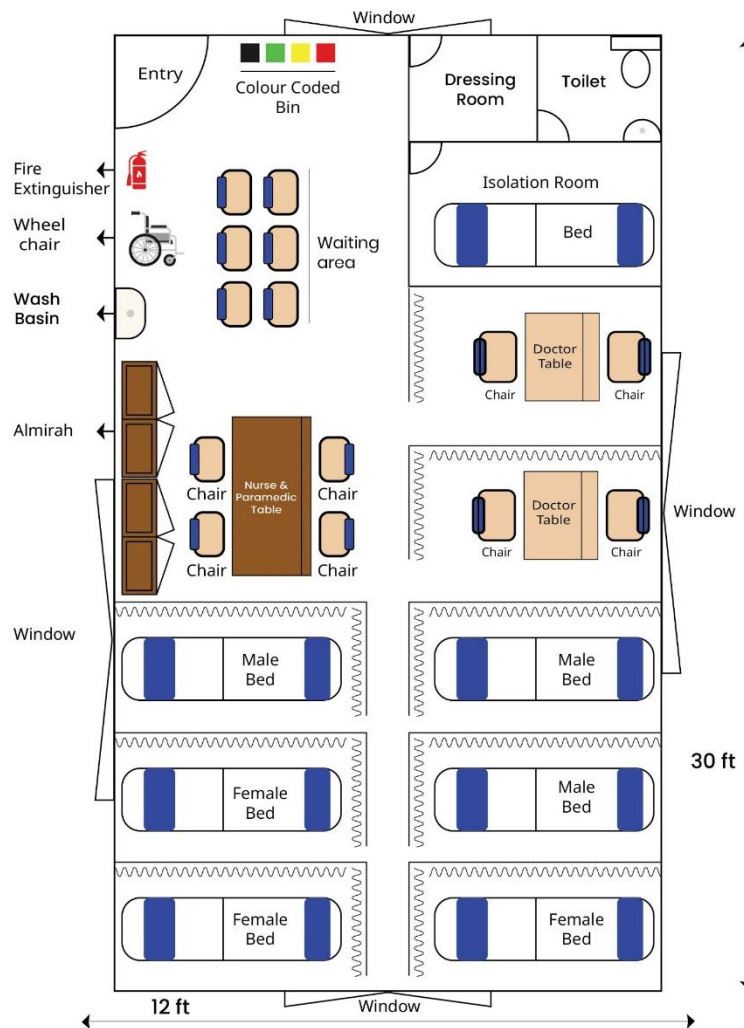 Window
Entry
Colour Coded
Bin
Dressing
Room
Toilet
Fire
Extinguisher
Wheel
chair
Waiting
area
Isolation Room
Bed
Wash
Basin
Doctor
Table
Chair
Chair
Almirah
Nurse &
Paramedic
Table
Chair
Chair
Chair
Chair
Doctor
Table
Chair
Chair
Window
Window
Male
Bed
Male
Bed
Female
Bed
Male
Bed
30 ft
Female
Bed
Female
Bed
12 ft
Window